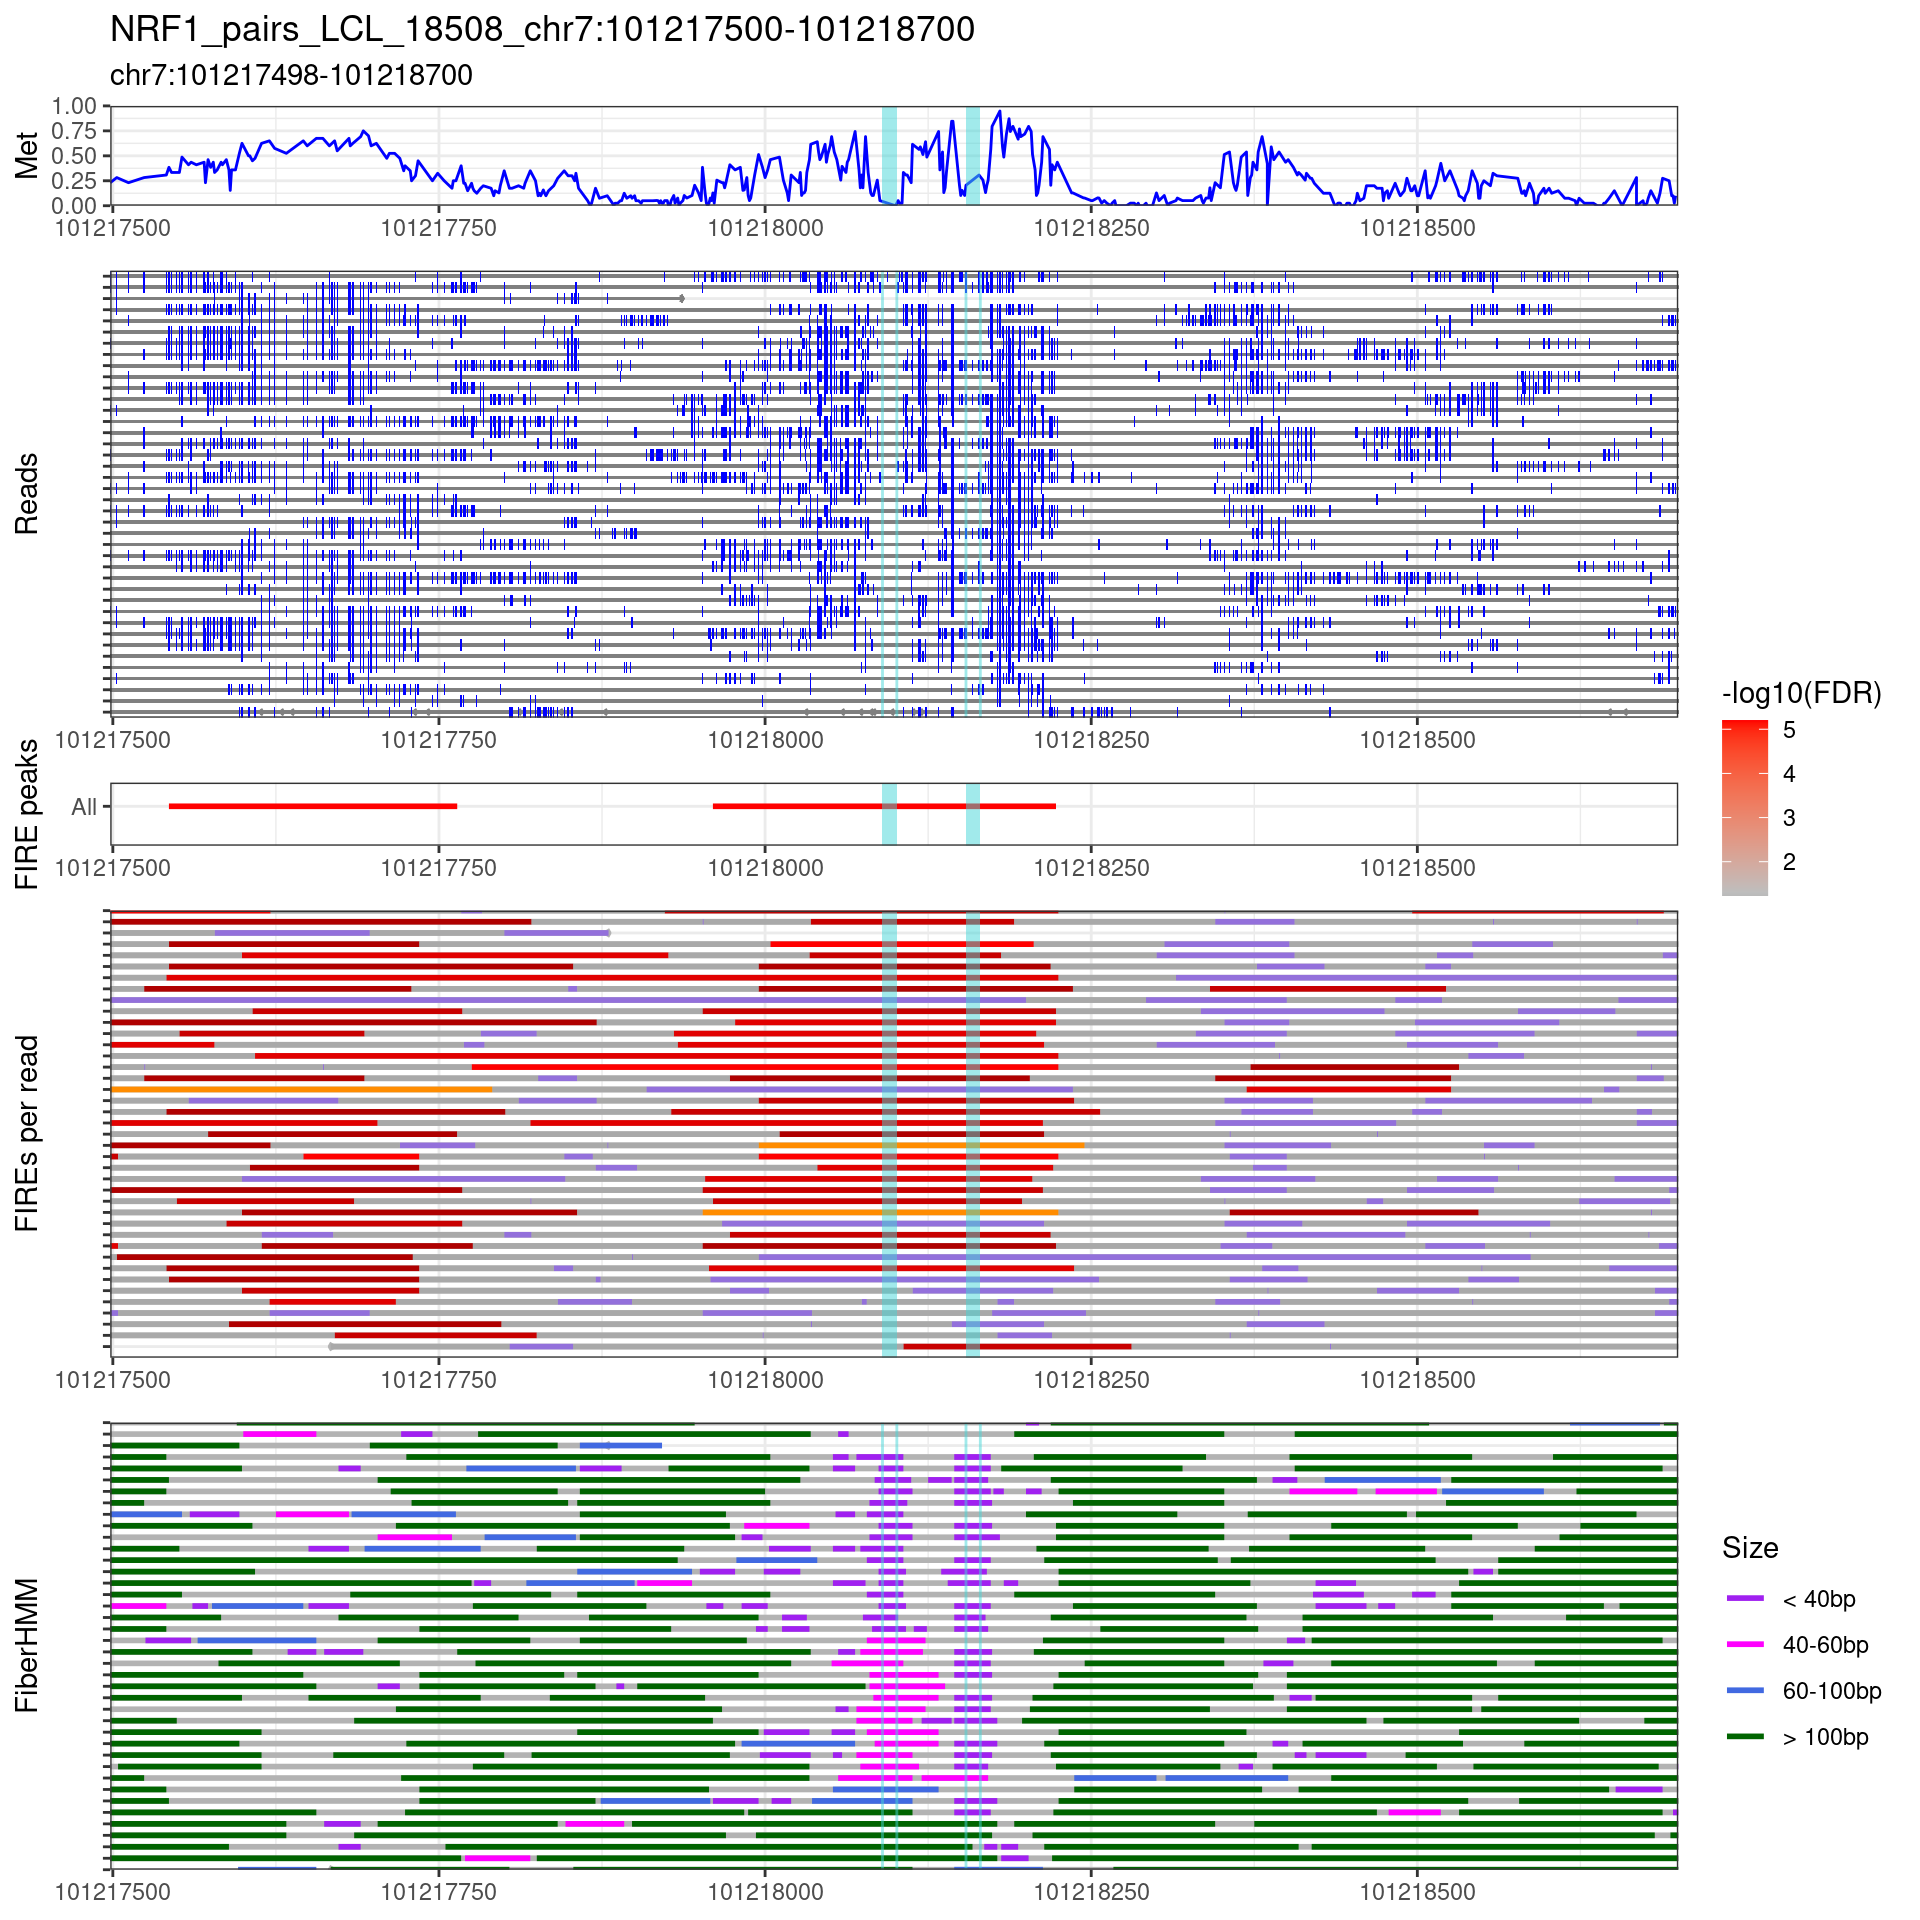 NRF1_pairs_LCL_18508_chr7:101217500-101218700
chr7:101217498-101218700
Met
1.00
0.75
0.50
0.25
0.00
101217500 101217750 101218000 101218250 101218500
Reads
101217500 101217750 101218000 101218250 101218500
FIRE peaks
All
101217500 101217750 101218000 101218250 101218500
-log10(FDR)
5
4
3
2
FIREs per read
101217500 101217750 101218000 101218250 101218500
FiberHMM
101217500 101217750 101218000 101218250 101218500
Size
< 40bp
40-60bp
60-100bp
> 100bp